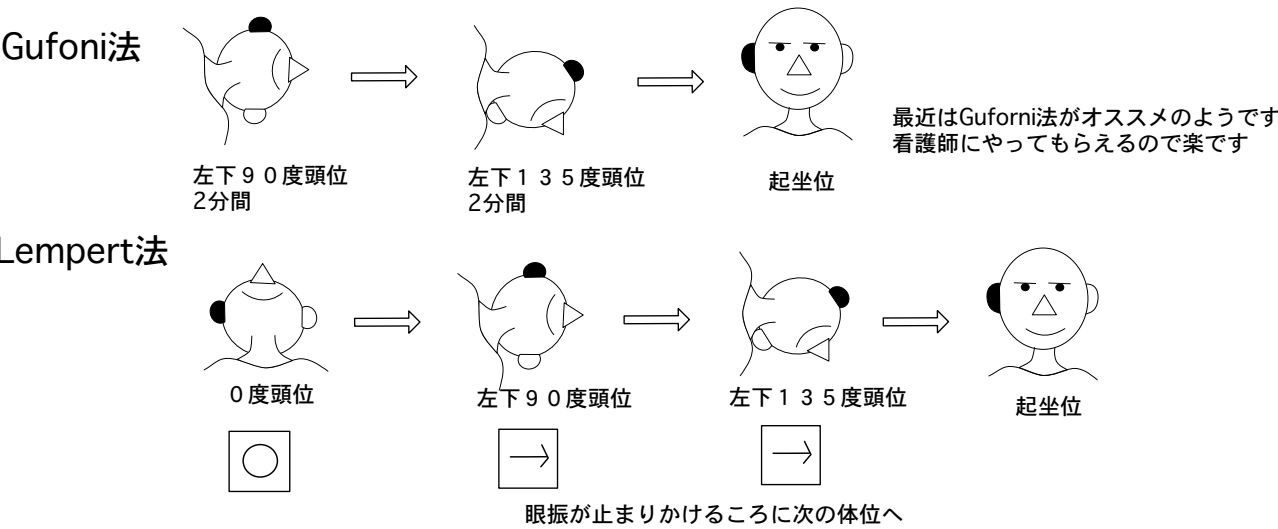 Gufoni法
最近はGuforni法がオススメのようです
看護師にやってもらえるので楽です
左下９０度頭位
2分間
左下１３５度頭位
2分間
起坐位
Lempert法
０度頭位
左下９０度頭位
左下１３５度頭位
起坐位
眼振が止まりかけるころに次の体位へ